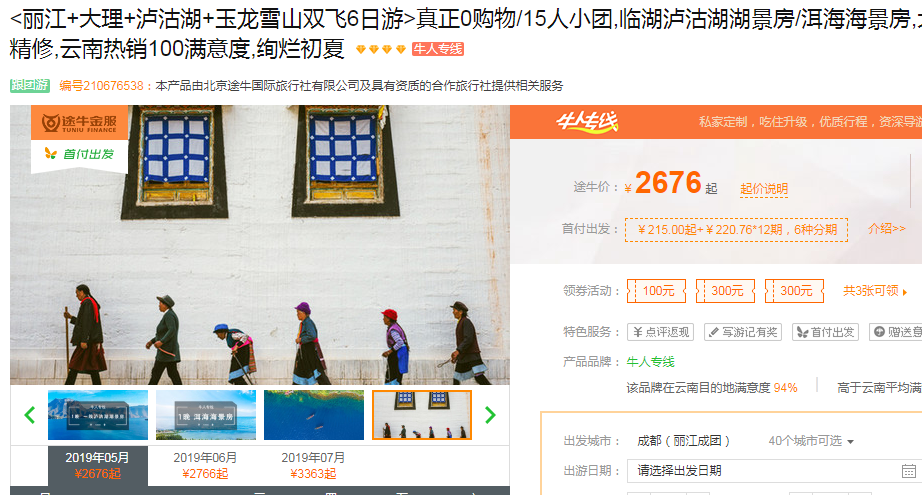 <丽江+大理+泸沽湖+玉龙雪山双飞6日游>真正0购物/15人小团,临湖泸沽湖湖景房/洱海海景房,
精修,云南热销100满意度,绚烂初夏 牛人专线
跟团游 编号210676538：本产品由北京途牛国际旅行社有限公司及具有资质的合作旅行社提供相关服务
途牛金服
TUNIU FINANCE
首付出发
牛人专线 私家定制，吃住升级，优质行程，资深导游
途牛价： ¥2676起 起价说明
首付出发： ¥215.00起+¥220.76*12期，6种分期 介绍>>
领券活动： 100元 300元 300元 共3张可领
特色服务： 点评返现 写游记有奖 首付出发 赠送意
产品品牌： 牛人专线
该品牌在云南目的地满意度 94% 高于云南平均满
牛人专线
1晚 洱海海景房
出发城市： 成都（丽江成团） 40个城市可选
出游日期： 请选择出发日期
2019年05月 2019年06月 2019年07月
¥2676起 ¥2766起 ¥3363起